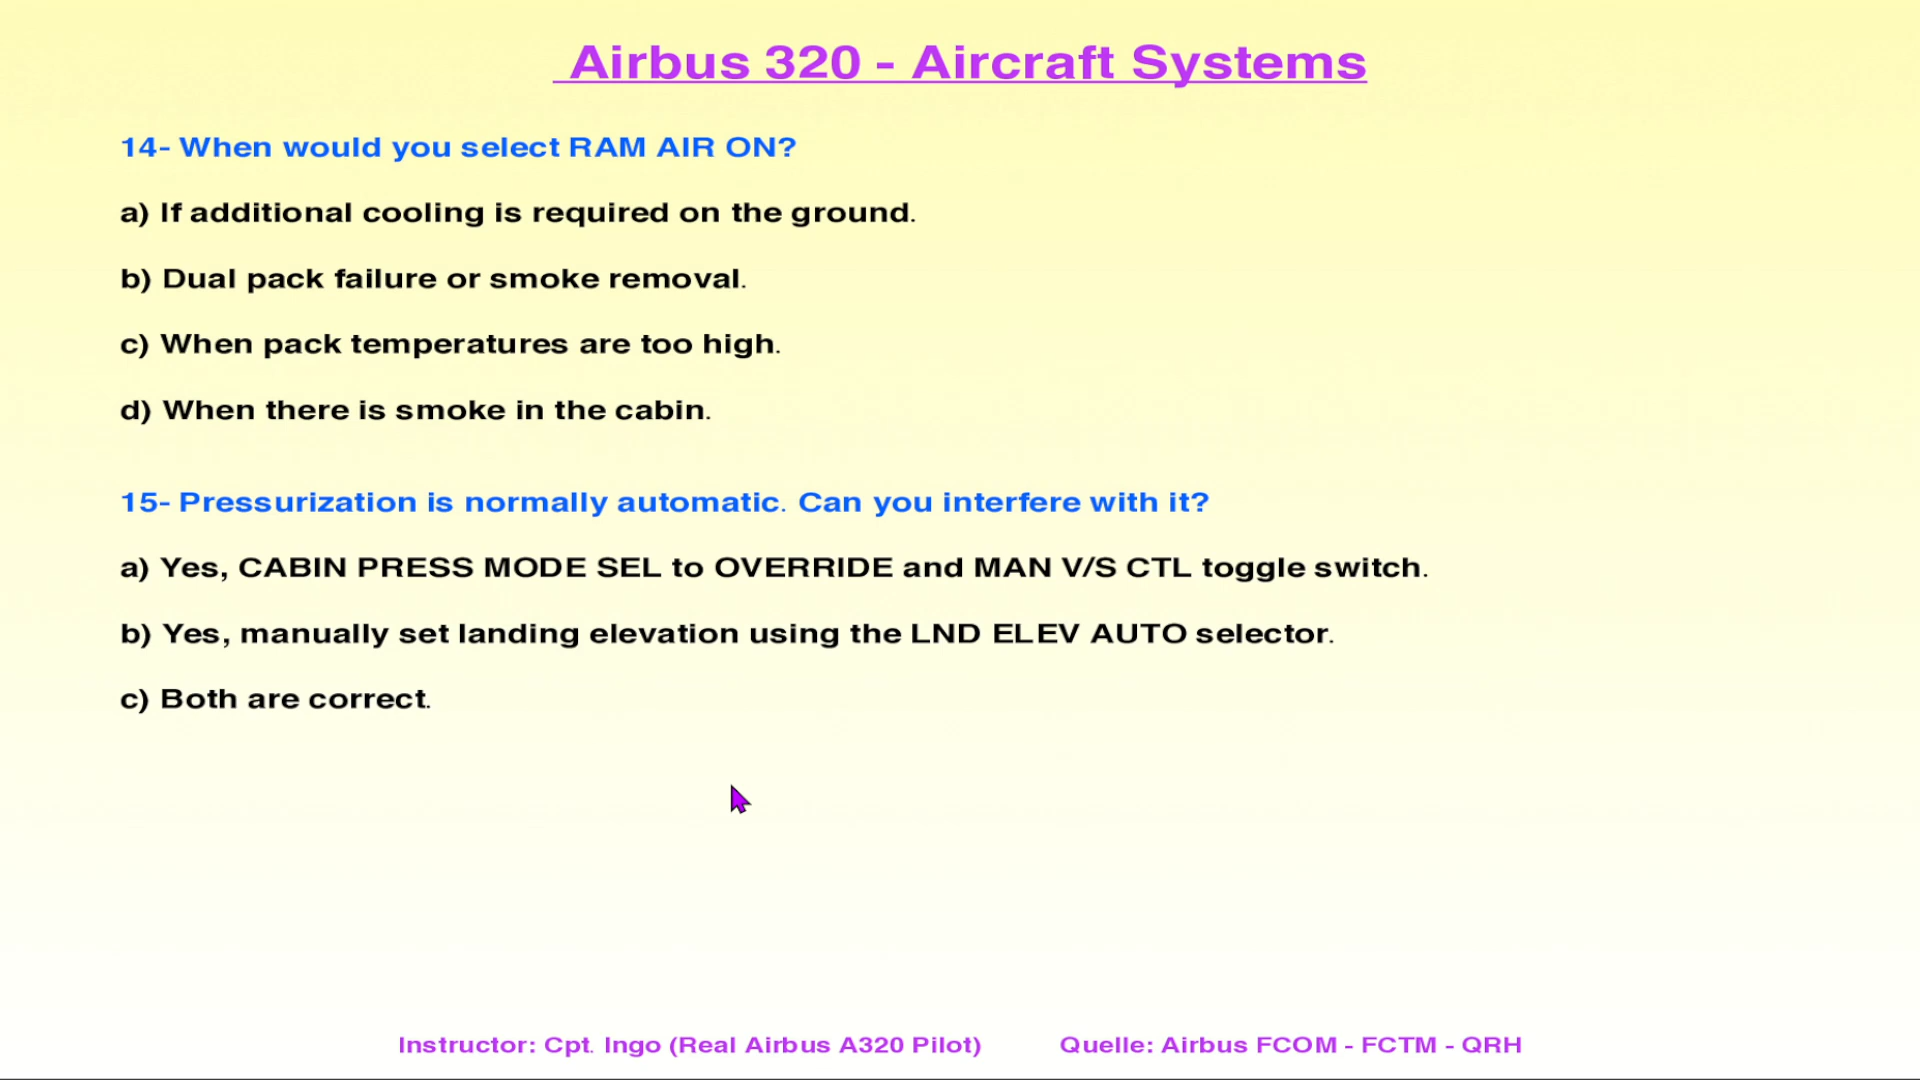 Airbus 320 - Aircraft Systems
14- When would you select RAM AIR ON?
a) If additional cooling is required on the ground.
b) Dual pack failure or smoke removal.
c) When pack temperatures are too high.
d) When there is smoke in the cabin.
15- Pressurization is normally automatic. Can you interfere with it?
a) Yes, CABIN PRESS MODE SEL to OVERRIDE and MAN V/S CTL toggle switch.
b) Yes, manually set landing elevation using the LND ELEV AUTO selector.
c) Both are correct.
Instructor: Cpt. Ingo (Real Airbus A320 Pilot) Quelle: Airbus FCOM - FCTM - QRH